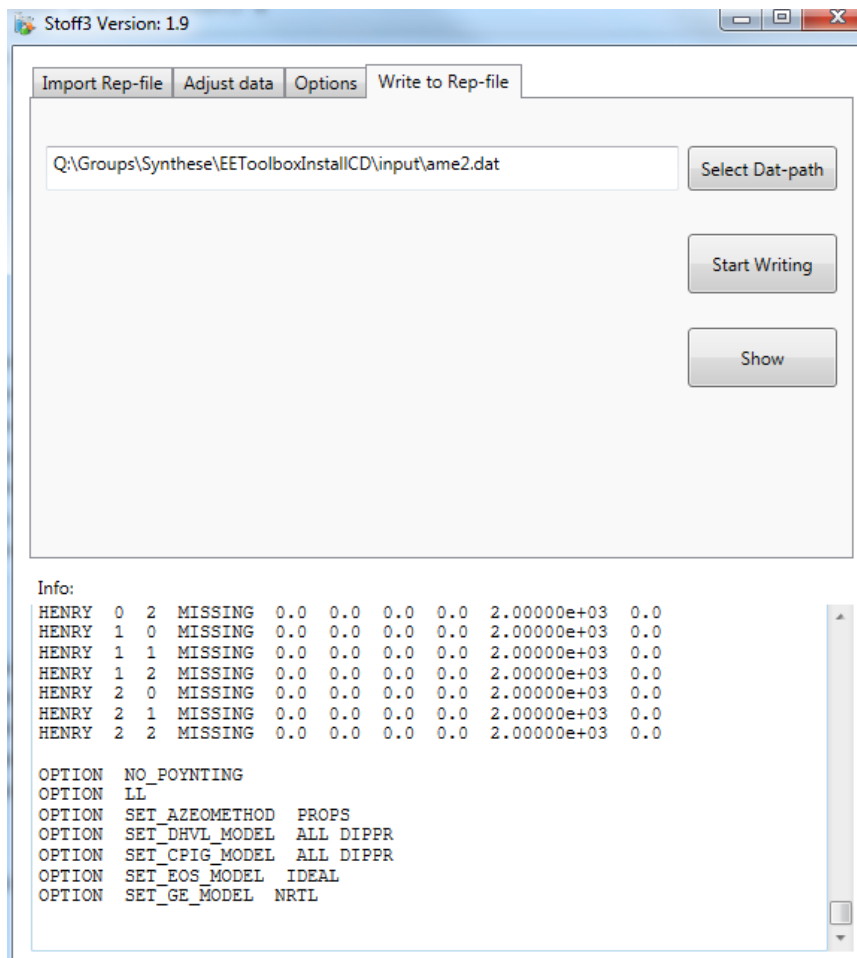 Stoff3 Version: 1.9
Import Rep-file Adjust data Options Write to Rep-file
Q:\Groups\Synthese\EEToolboxInstallCD\input\ame2.dat
Select Dat-path
Start Writing
Show
Info:
HENRY 0 2 MISSING 0.0 0.0 0.0 0.0 2.00000e+03 0.0
HENRY 1 0 MISSING 0.0 0.0 0.0 0.0 2.00000e+03 0.0
HENRY 1 1 MISSING 0.0 0.0 0.0 0.0 2.00000e+03 0.0
HENRY 1 2 MISSING 0.0 0.0 0.0 0.0 2.00000e+03 0.0
HENRY 2 0 MISSING 0.0 0.0 0.0 0.0 2.00000e+03 0.0
HENRY 2 1 MISSING 0.0 0.0 0.0 0.0 2.00000e+03 0.0
HENRY 2 2 MISSING 0.0 0.0 0.0 0.0 2.00000e+03 0.0
OPTION NO_POYNTING
OPTION LL
OPTION SET_AZEOMETHOD PROPS
OPTION SET_DHVL_MODEL ALL DIPPR
OPTION SET_CPIG_MODEL ALL DIPPR
OPTION SET_EOS_MODEL IDEAL
OPTION SET_GE_MODEL NRTL